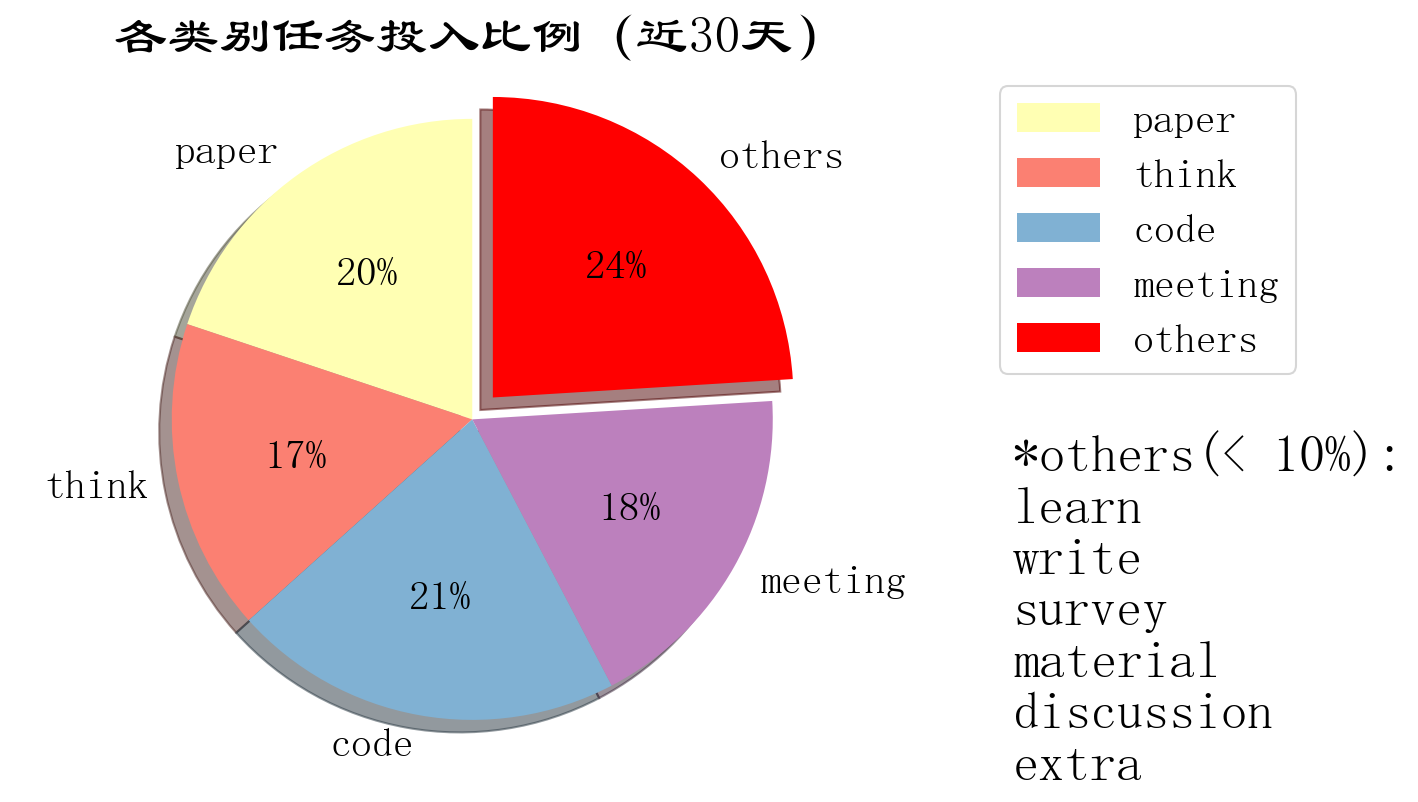 各类别任务投入比例 (近30天)
paper
others
20%
24%
17%
think
18%
21%
meeting
code
paper
think
code
meeting
others
*others(< 10%):
learn
write
survey
material
discussion
extra